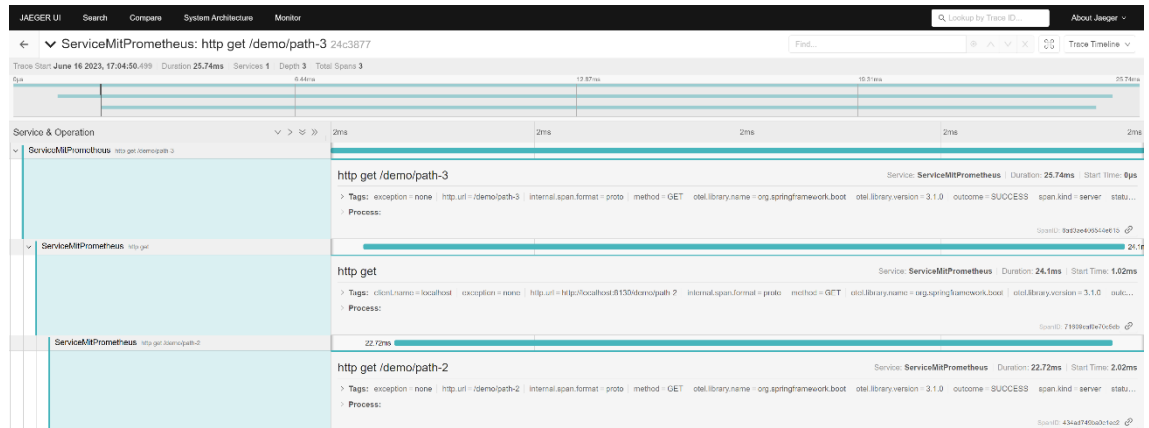 JAEGER UI Search Compare System Architecture Monitor Lookup by Trace ID... About Jaeger
ServiceMitPrometheus: http get /demo/path-3 24c3877 Find... Trace Timeline
Trace Start June 16 2023, 17:04:50.499 Duration 25.74ms Services 1 Depth 3 Total Spans 3
0μs 6.44ms 12.87ms 19.31ms 25.74ms
Service & Operation 2ms 2ms 2ms 2ms 2ms
ServiceMitPrometheus http get /demo/path-3
http get /demo/path-3 Service: ServiceMitPrometheus Duration: 25.74ms Start Time: 0μs
Tags: exception = none http.url = /demo/path-3 internal.span.format = proto method = GET otel.library.name = org.springframework.boot otel.library.version = 3.1.0 outcome = SUCCESS span.kind = server statu...
Process:
SpanID:
ServiceMitPrometheus http get 24.1m
http get Service: ServiceMitPrometheus Duration: 24.1ms Start Time: 1.02ms
Tags: client.name = localhost exception = none http.url = http://localhost:8130/demo/path-2 internal.span.format = proto method = GET otel.library.name = org.springframework.boot otel.library.version = 3.1.0 outc...
Process:
SpanID:
ServiceMitPrometheus http get /demo/path-2 22.72ms
http get /demo/path-2 Service: ServiceMitPrometheus Duration: 22.72ms Start Time: 2.02ms
Tags: exception = none http.url = /demo/path-2 internal.span.format = proto method = GET otel.library.name = org.springframework.boot otel.library.version = 3.1.0 outcome = SUCCESS span.kind = server statu...
Process:
SpanID: